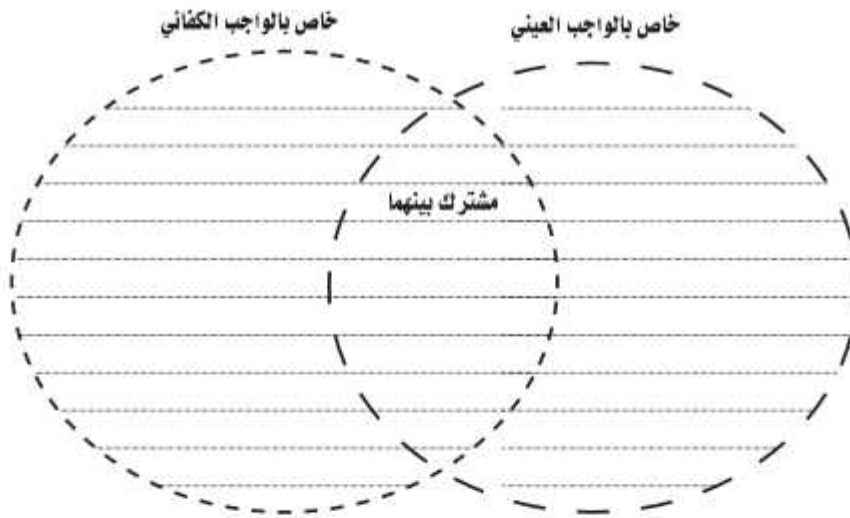 خاص بالواجب العيني
خاص بالواجب الكفائي
مشترك بينهما